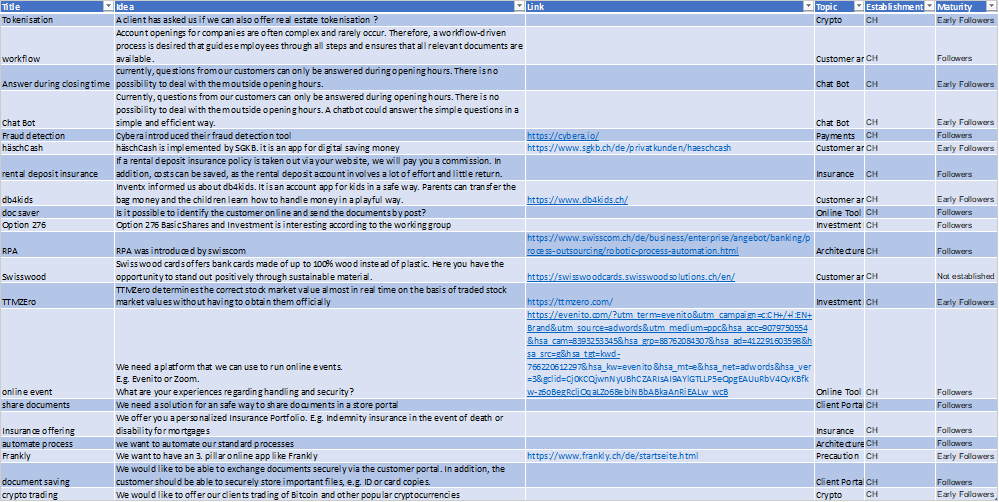 Title Idea Link Topic Establishment Maturity
Tokenisation A client has asked us if we can also offer real estate tokenisation ? Crypto CH Early Followers
Account openings for companies are often complex and rarely occur. Therefore, a workflow-driven
process is desired that guides employees through all steps and ensures that all relevant documents are
workflow available. Customer ar CH Followers
currently, questions from our customers can only be answered during opening hours. There is no
Answer during closing time possibility to deal with them outside opening hours. Chat Bot CH Early Followers
Currently, questions from our customers can only be answered during opening hours. There is no
possibility to deal with them outside opening hours. A chatbot could answer the simple questions in a
Chat Bot simple and efficient way. Chat Bot CH Early Followers
Fraud detection Cybera introduced their fraud detection tool https://cybera.io/ Payments CH Followers
häschCash häschCash is implemented by SGKB. it is an app for digital saving money https://www.sgkb.ch/de/privatkunden/haeschcash Customer ar CH Followers
If a rental deposit insurance policy is taken out via your website, we will pay you a commission. In
rental deposit insurance addition, costs can be saved, as the rental deposit account involves a lot of effort and little return. Insurance CH Followers
Inventx informed us about db4kids. It is an account app for kids in a safe way. Parents can transfer the
db4kids bag money and the children learn how to handle money in a playful way. https://www.db4kids.ch/ Customer ar CH Early Followers
doc saver Is it possible to identify the customer online and send the documents by post? Online Tool CH Followers
Option 276 Option 276 Basic Shares and Investment is interesting according to the working group Investment CH Followers
https://www.swisscom.ch/de/business/enterprise/angebot/banking/p
RPA RPA was introduced by swisscom rocess-outsourcing/robotic-process-automation.html Architecture CH Followers
Swiss wood cards offers bank cards made of up to 100% wood instead of plastic. Here you have the
Swisswood opportunity to stand out positively through sustainable material. https://swisswoodcards.swisswoodsolutions.ch/en/ Customer ar CH Not established
TTMZero determines the correct stock market value almost in real time on the basis of traded stock
TTMZEro market values without having to obtain them officially https://ttmzero.com/ Investment CH Early Followers
https://evenito.com/?utm_term=evenito&utm_campaign=c:CH+/+l:EN+
Brand&utm_source=adwords&utm_medium=ppc&hsa_acc=9079750554
&hsa_cam=8393253345&hsa_grp=88762084307&hsa_ad=412291603598&h
sa_src=g&hsa_tgt=kwd-
We need a platform that we can use to run online events. 766220612297&hsa_kw=evenito&hsa_mt=e&hsa_net=adwords&hsa_ver
E.g. Evenito or Zoom.
online event What are your experiences regarding handling and security? Online Tool CH Followers
share documents We need a solution for an safe way to share documents in a store portal Client Portal CH Followers
We offer you a personalized Insurance Portfolio. E.g. Indemnity insurance in the event of death or
Insurance offering disability for mortgages Insurance CH Followers
automate process we want to automate our standard processes Architecture CH Followers
Frankly We want to have an 3. pillar online app like Frankly https://www.frankly.ch/de/startseite.html Precaution CH Early Followers
We would like to be able to exchange documents securely via the customer portal. In addition, the
document saving customer should be able to securely store important files, e.g. ID or card copies. Client Portal CH Followers
crypto trading We would like to offer our clients trading of Bitcoin and other popular cryptocurrencies Crypto CH Early Followers